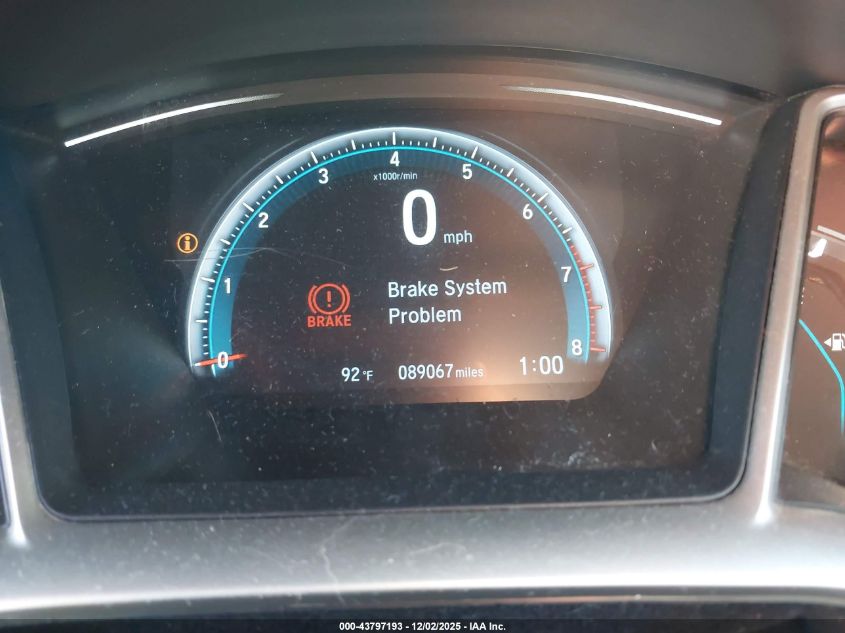 4
3
5
x1000r/min
2
6
0 mph
1
7
Brake System
Problem
BRAKE
0
8
92 °F
089067 miles
1:00
000-43797193 - 12/02/2025 - IAA Inc.